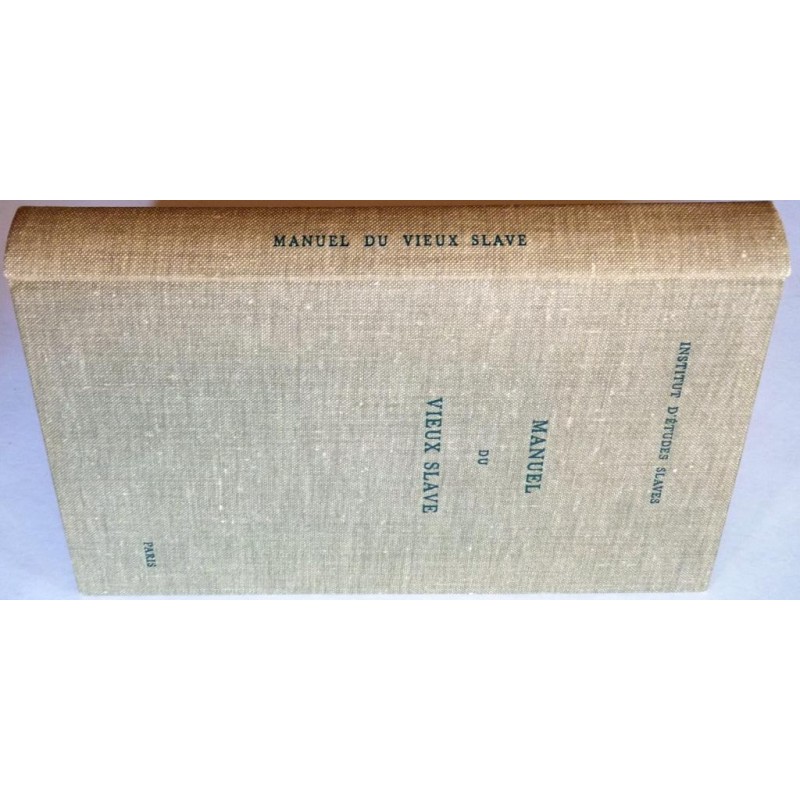 MANUEL DU VIEUX SLAVE
INSTITUT D'ÉTUDES SLAVES
MANUEL
DU
VIEUX SLAVE
PARIS